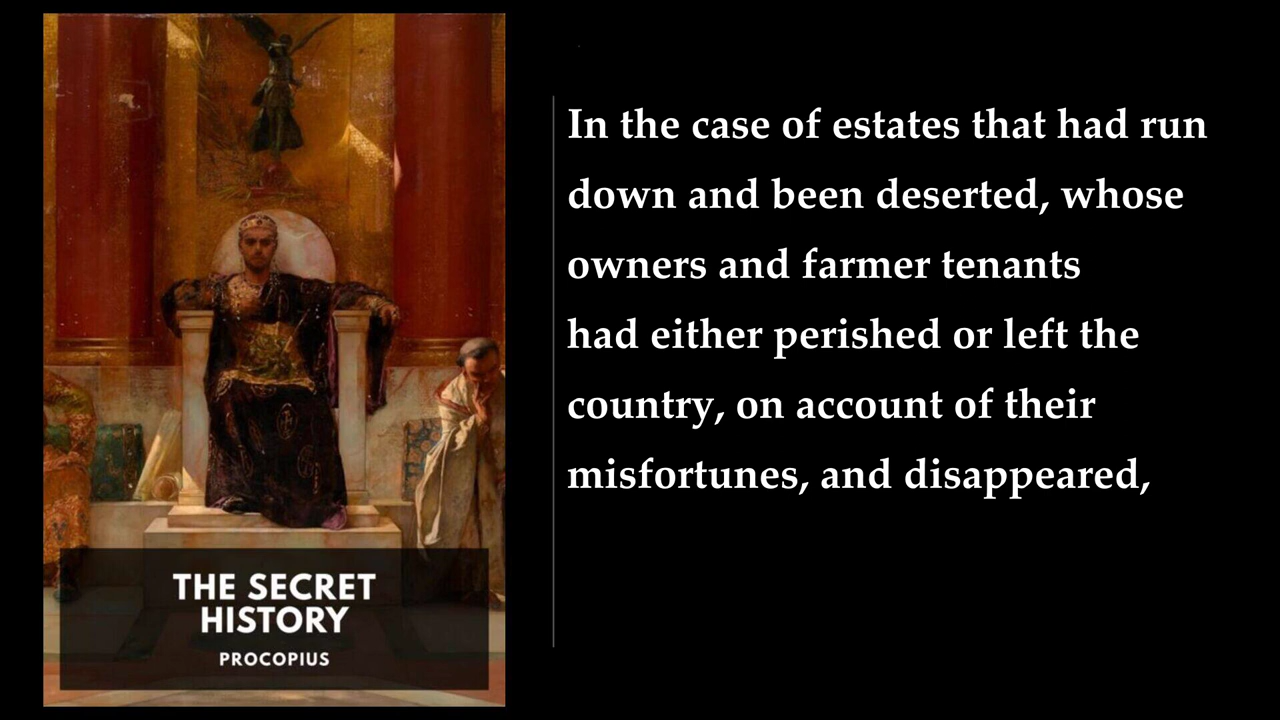 In the case of estates that had run
down and been deserted, whose
owners and farmer tenants
had either perished or left the
country, on account of their
misfortunes, and disappeared,
THE SECRET
HISTORY
PROCOPIUS